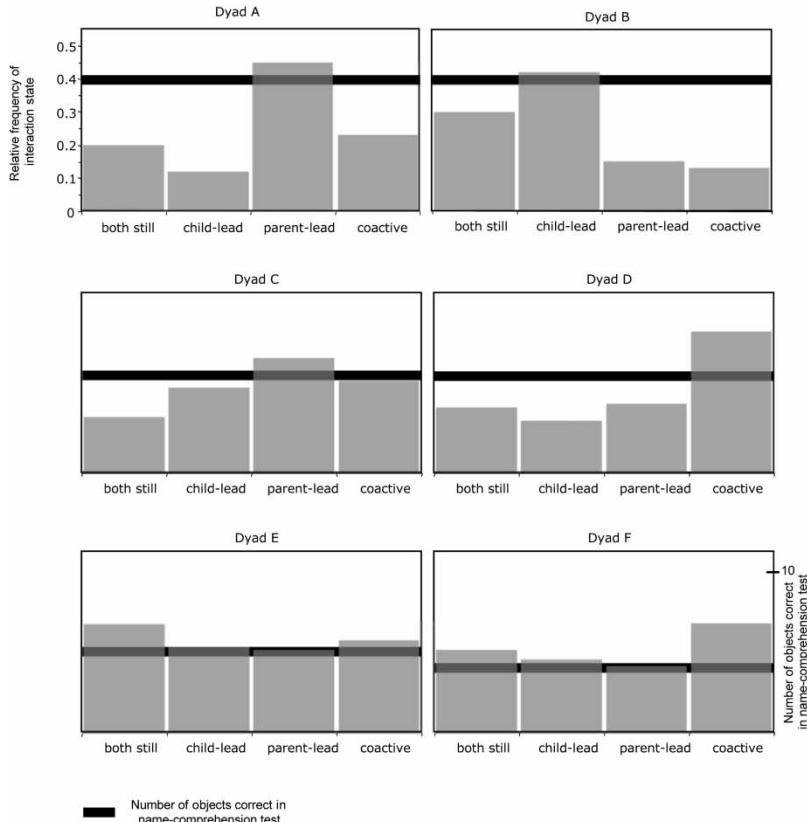 Dyad A
Dyad B
Relative frequency of
interaction state
0.5
0.4
0.3
0.2
0.1
0
both still child-lead parent-lead coactive
both still child-lead parent-lead coactive
Dyad C
Dyad D
both still child-lead parent-lead coactive
both still child-lead parent-lead coactive
Dyad E
Dyad F
10
Number of objects correct
in name-comprehension test
both still child-lead parent-lead coactive
both still child-lead parent-lead coactive
Number of objects correct in
name-comprehension test